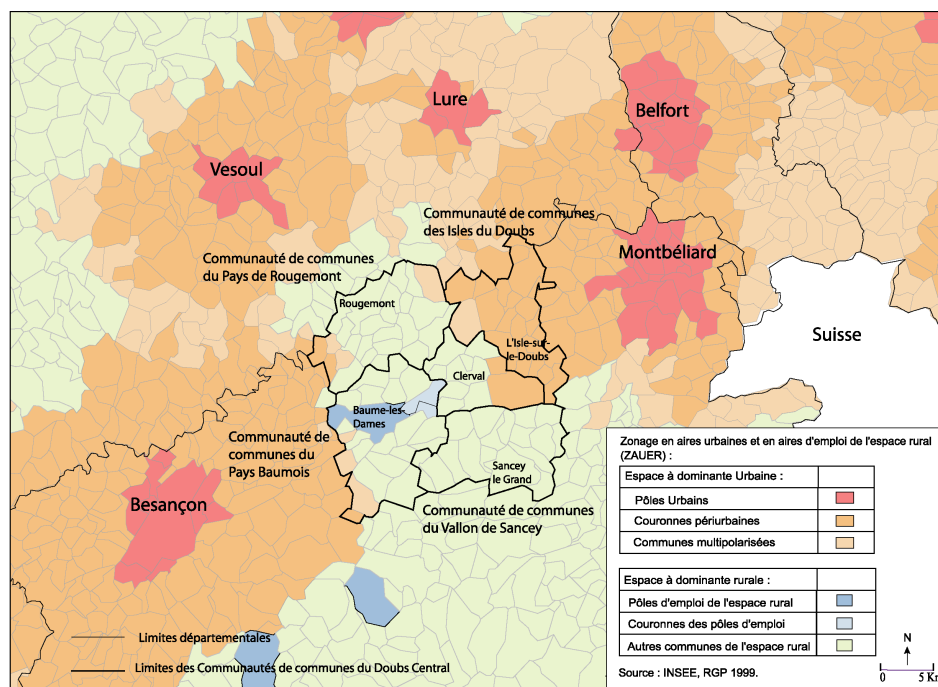 Lure
Belfort
Vesoul
Communauté de communes
des Isles du Doubs
Communauté de communes
du Pays de Rougemont
Montbéliard
Rougemont
Suisse
L'Isle-sur-
le-Doubs
Clerval
Baume-les-
Dames
Communauté de
communes du
Pays Baumois
Sancey
le Grand
Besançon
Communauté de communes
du Vallon de Sancey
Zonage en aires urbaines et en aires d'emploi de l'espace rural
(ZAUER) :
Espace à dominante Urbaine :
Pôles Urbains
Couronnes périurbaines
Communes multipolarisées
Espace à dominante rurale :
Pôles d'emploi de l'espace rural
Couronnes des pôles d'emploi
Autres communes de l'espace rural
Source : INSEE, RGP 1999.
N
0 5 Km
Limites départementales
Limites des Communautés de communes du Doubs Central